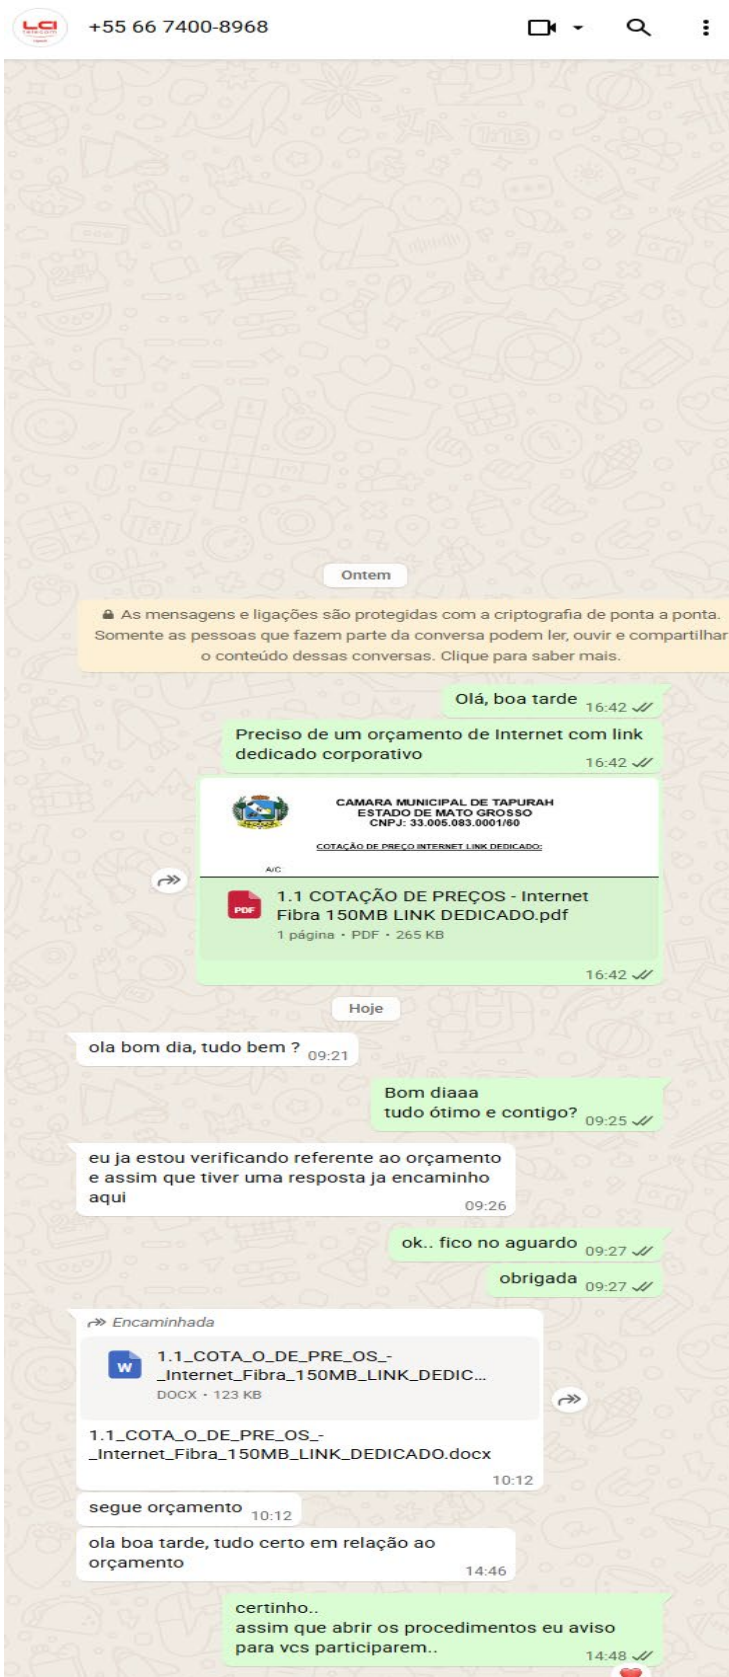 LCI
TELECOM
+55 66 7400-8968
Ontem
As mensagens e ligações são protegidas com a criptografia de ponta a ponta.
Somente as pessoas que fazem parte da conversa podem ler, ouvir e compartilhar
o conteúdo dessas conversas. Clique para saber mais.
Olá, boa tarde 16:42
Preciso de um orçamento de Internet com link
dedicado corporativo
16:42
CAMARA MUNICIPAL DE TAPURAH
ESTADO DE MATO GROSSO
CNPJ: 33.005.083.0001/60
COTAÇÃO DE PREÇO INTERNET LINK DEDICADO:
A/C
PDF
1.1 COTAÇÃO DE PREÇOS - Internet
Fibra 150MB LINK DEDICADO.pdf
1 página • PDF • 265 KB
16:42
Hoje
ola bom dia, tudo bem ? 09:21
Bom diaaa
tudo ótimo e contigo? 09:25
eu ja estou verificando referente ao orçamento
e assim que tiver uma resposta ja encaminho
aqui
09:26
ok.. fico no aguardo 09:27
obrigada 09:27
Encaminhada
W
1.1_COTA_O_DE_PRE_OS_-
_Internet_Fibra_150MB_LINK_DEDIC...
DOCX • 123 KB
1.1_COTA_O_DE_PRE_OS_-
_Internet_Fibra_150MB_LINK_DEDICADO.docx
10:12
segue orçamento 10:12
ola boa tarde, tudo certo em relação ao
orçamento
14:46
certinho..
assim que abrir os procedimentos eu aviso
para vcs participarem..
14:48